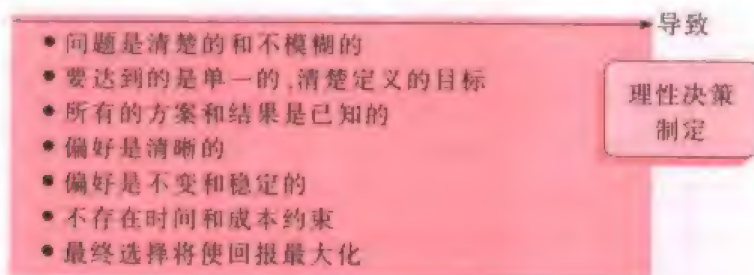 导致
• 问题是清楚的和不模糊的
• 要达到的是单一的,清楚定义的目标
• 所有的方案和结果是已知的
• 偏好是清晰的
• 偏好是不变和稳定的
• 不存在时间和成本约束
• 最终选择将使回报最大化
理性决策
制定